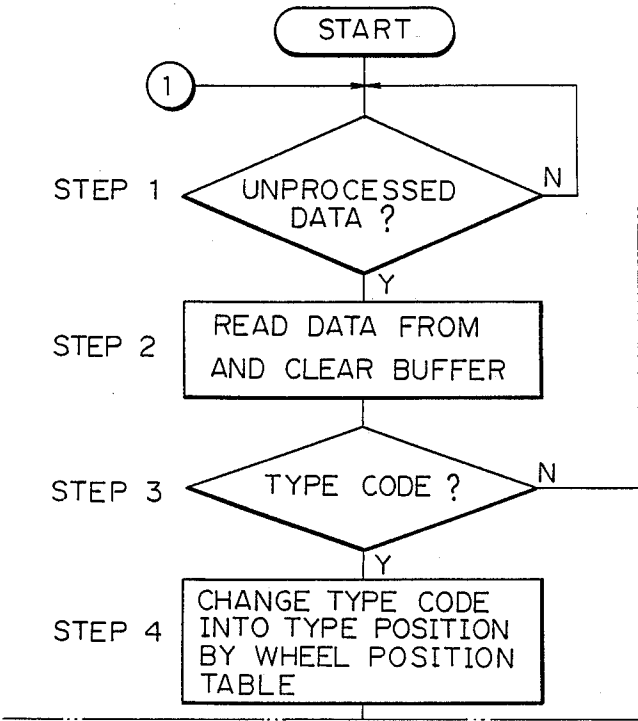 START
1
STEP 1
UNPROCESSED
DATA ?
N
Y
STEP 2
READ DATA FROM
AND CLEAR BUFFER
STEP 3
TYPE CODE ?
N
Y
STEP 4
CHANGE TYPE CODE
INTO TYPE POSITION
BY WHEEL POSITION
TABLE